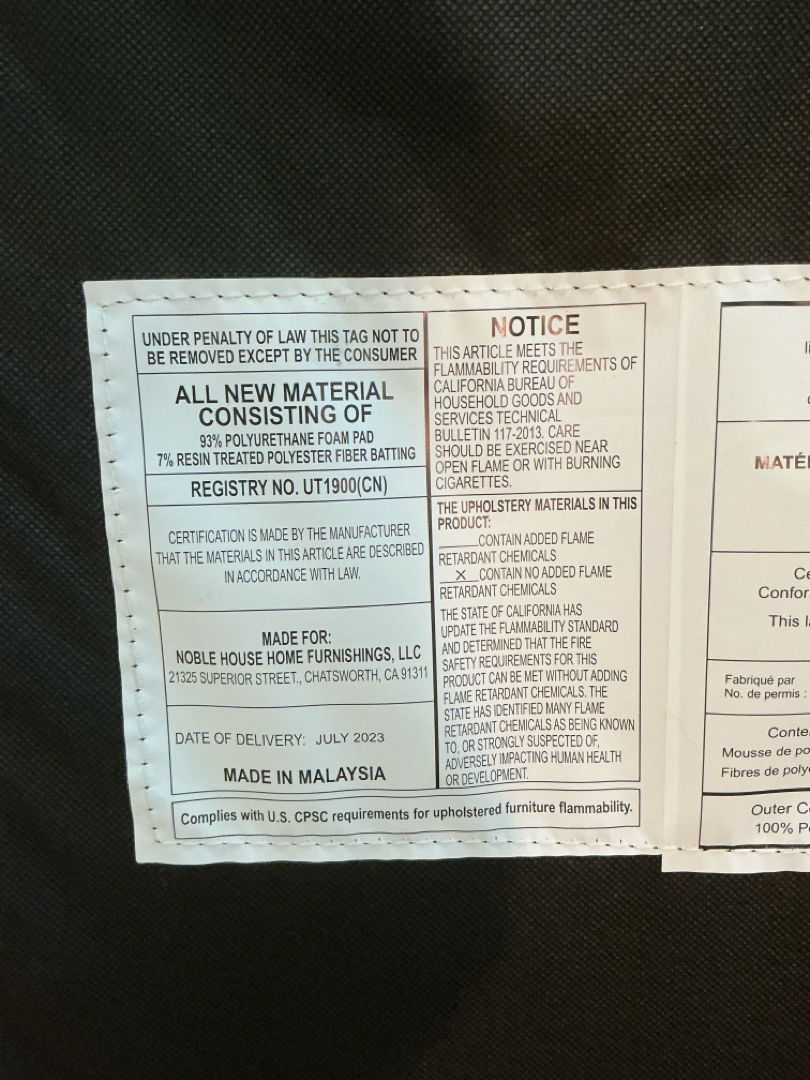 UNDER PENALTY OF LAW THIS TAG NOT TO
BE REMOVED EXCEPT BY THE CONSUMER
ALL NEW MATERIAL
CONSISTING OF
93% POLYURETHANE FOAM PAD
7% RESIN TREATED POLYESTER FIBER BATTING
REGISTRY NO. UT1900(CN)
CERTIFICATION IS MADE BY THE MANUFACTURER
THAT THE MATERIALS IN THIS ARTICLE ARE DESCRIBED
IN ACCORDANCE WITH LAW.
MADE FOR:
NOBLE HOUSE HOME FURNISHINGS, LLC
21325 SUPERIOR STREET., CHATSWORTH, CA 91311
DATE OF DELIVERY: JULY 2023
MADE IN MALAYSIA
NOTICE
THIS ARTICLE MEETS THE
FLAMMABILITY REQUIREMENTS OF
CALIFORNIA BUREAU OF
HOUSEHOLD GOODS AND
SERVICES TECHNICAL
BULLETIN 117-2013. CARE
SHOULD BE EXERCISED NEAR
OPEN FLAME OR WITH BURNING
CIGARETTES.
THE UPHOLSTERY MATERIALS IN THIS
PRODUCT:
_____CONTAIN ADDED FLAME
RETARDANT CHEMICALS
__X__CONTAIN NO ADDED FLAME
RETARDANT CHEMICALS
THE STATE OF CALIFORNIA HAS
UPDATE THE FLAMMABILITY STANDARD
AND DETERMINED THAT THE FIRE
SAFETY REQUIREMENTS FOR THIS
PRODUCT CAN BE MET WITHOUT ADDING
FLAME RETARDANT CHEMICALS. THE
STATE HAS IDENTIFIED MANY FLAME
RETARDANT CHEMICALS AS BEING KNOWN
TO, OR STRONGLY SUSPECTED OF,
ADVERSELY IMPACTING HUMAN HEALTH
OR DEVELOPMENT.
Complies with U.S. CPSC requirements for upholstered furniture flammability.
MATÉ
Ce
Confor
This l
Fabriqué par
No. de permis :
Conte
Mousse de po
Fibres de poly
Outer C
100% P